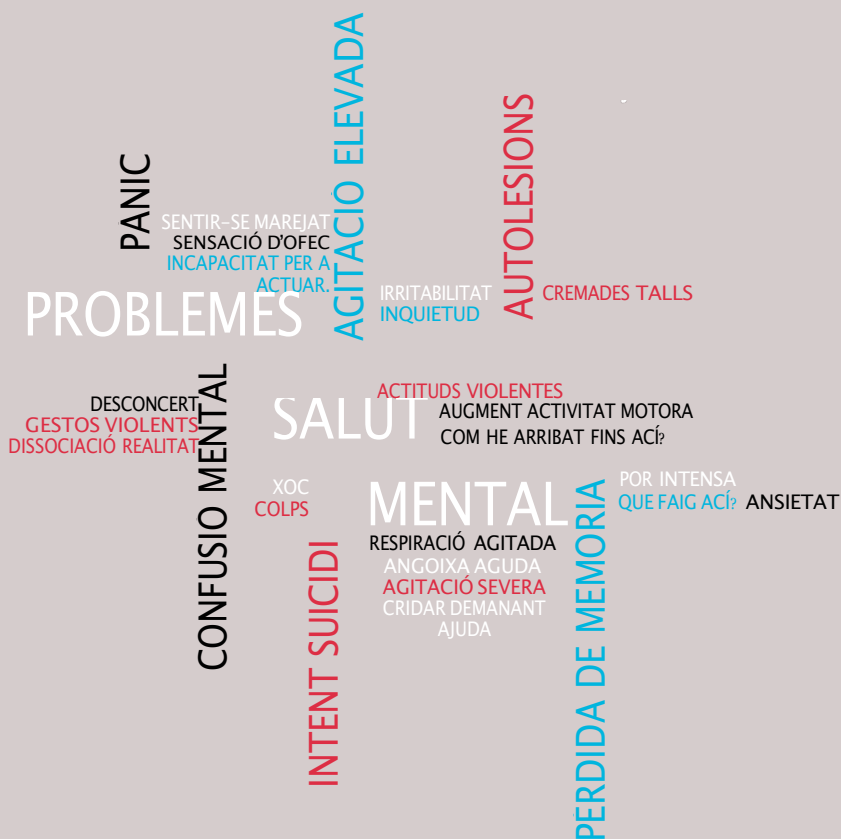 AGITACIO ELEVADA
AUTOLESIONS
PANIC
SENTIR-SE MAREJAT
SENSACIÓ D'OFEC
INCAPACITAT PER A
ACTUAR.
PROBLEMES
IRRITABILITAT
INQUIETUD
CREMADES TALLS
CONFUSIO MENTAL
DESCONCERT
GESTOS VIOLENTS
DISSOCIACIÓ REALITAT
SALUT
ACTITUDS VIOLENTES
AUGMENT ACTIVITAT MOTORA
COM HE ARRIBAT FINS ACÍ?
XOC
COLPS
MENTAL
POR INTENSA
QUE FAIG ACÍ? ANSIETAT
RESPIRACIÓ AGITADA
ANGOIXA AGUDA
AGITACIÓ SEVERA
CRIDAR DEMANANT
AJUDA
INTENT SUICIDI
PÈRDIDA DE MEMORIA